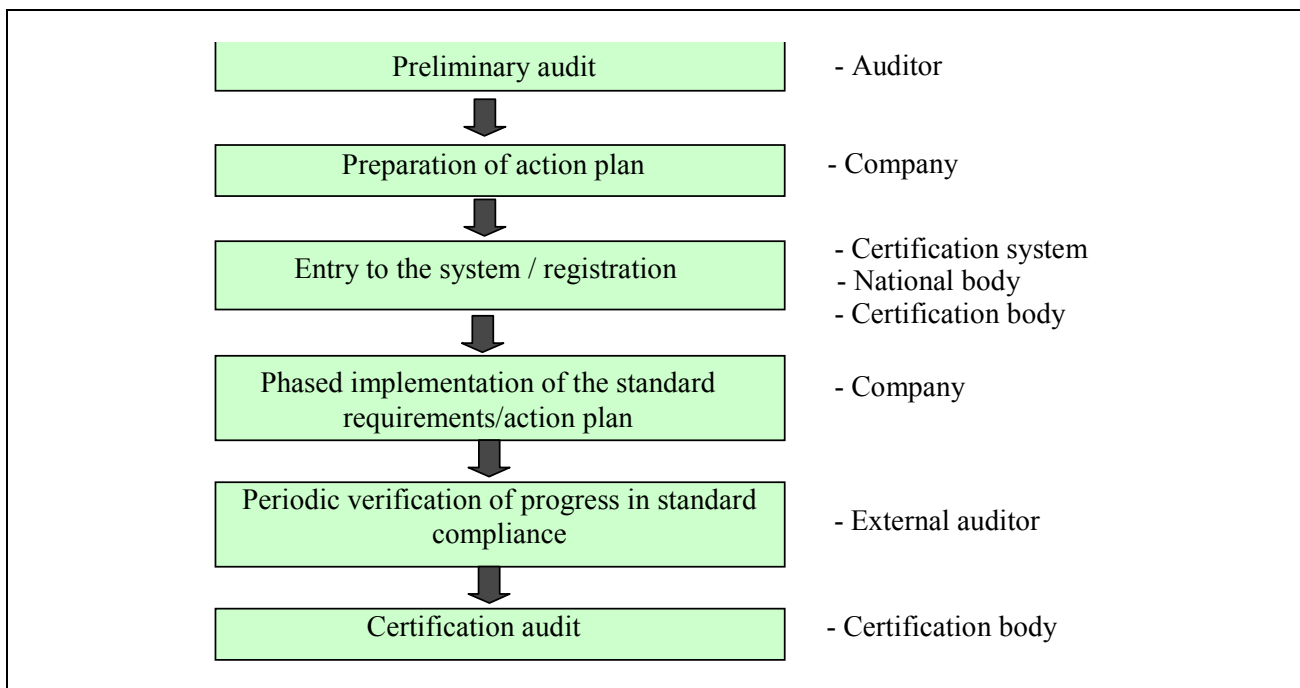 Preliminary audit
- Auditor
Preparation of action plan
- Company
Entry to the system / registration
- Certification system
- National body
- Certification body
Phased implementation of the standard
requirements/action plan
- Company
Periodic verification of progress in standard
compliance
- External auditor
Certification audit
- Certification body